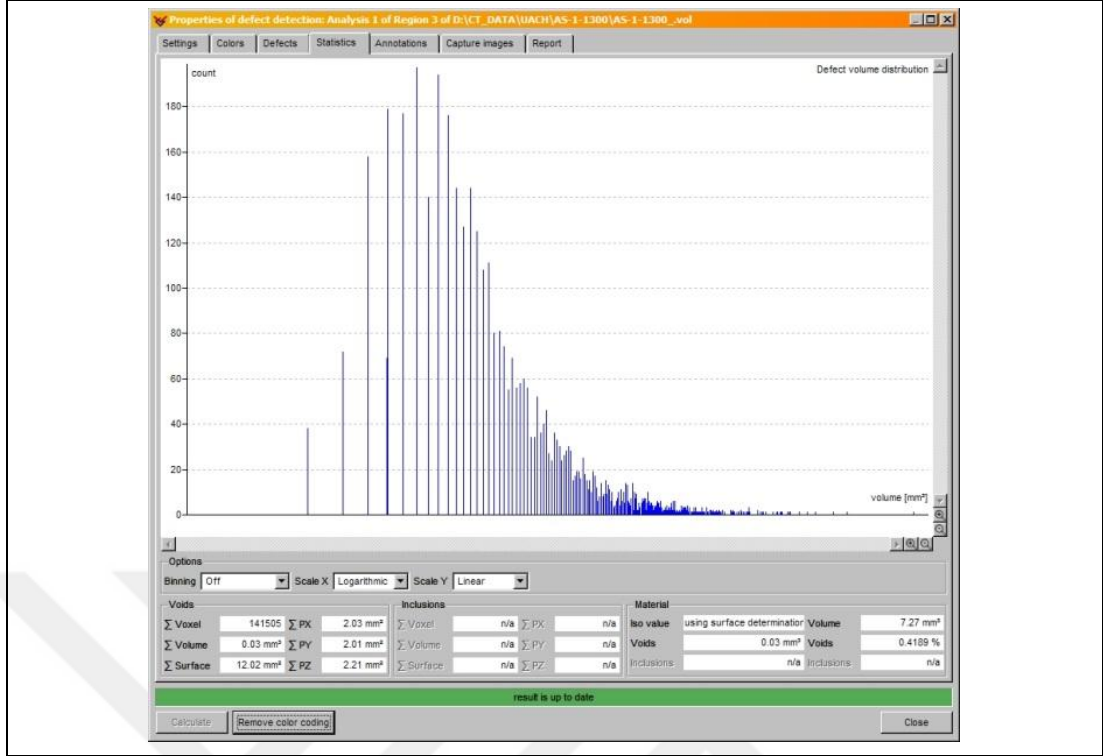 Properties of defect detection: Analysis 1 of Region 3 of D:\CT_DATA\UACH\AS-1-1300\AS-1-1300_.vol
Settings Colors Defects Statistics Annotations Capture images Report
count Defect volume distribution
180
160
140
120
100
80
60
40
20
volume [mm³]
0
Options
Binning Off Scale X Logarithmic Scale Y Linear
Voids Inclusions Material
∑ Voxel 141505 ∑ PX 2.03 mm² ∑ Voxel n/a ∑ PX n/a Iso value using surface determination Volume 7.27 mm³
∑ Volume 0.03 mm³ ∑ PY 2.01 mm² ∑ Volume n/a ∑ PY n/a Voids 0.03 mm³ Voids 0.4189 %
∑ Surface 12.02 mm² ∑ PZ 2.21 mm² ∑ Surface n/a ∑ PZ n/a Inclusions n/a Inclusions n/a
result is up to date
Calculate Remove color coding Close